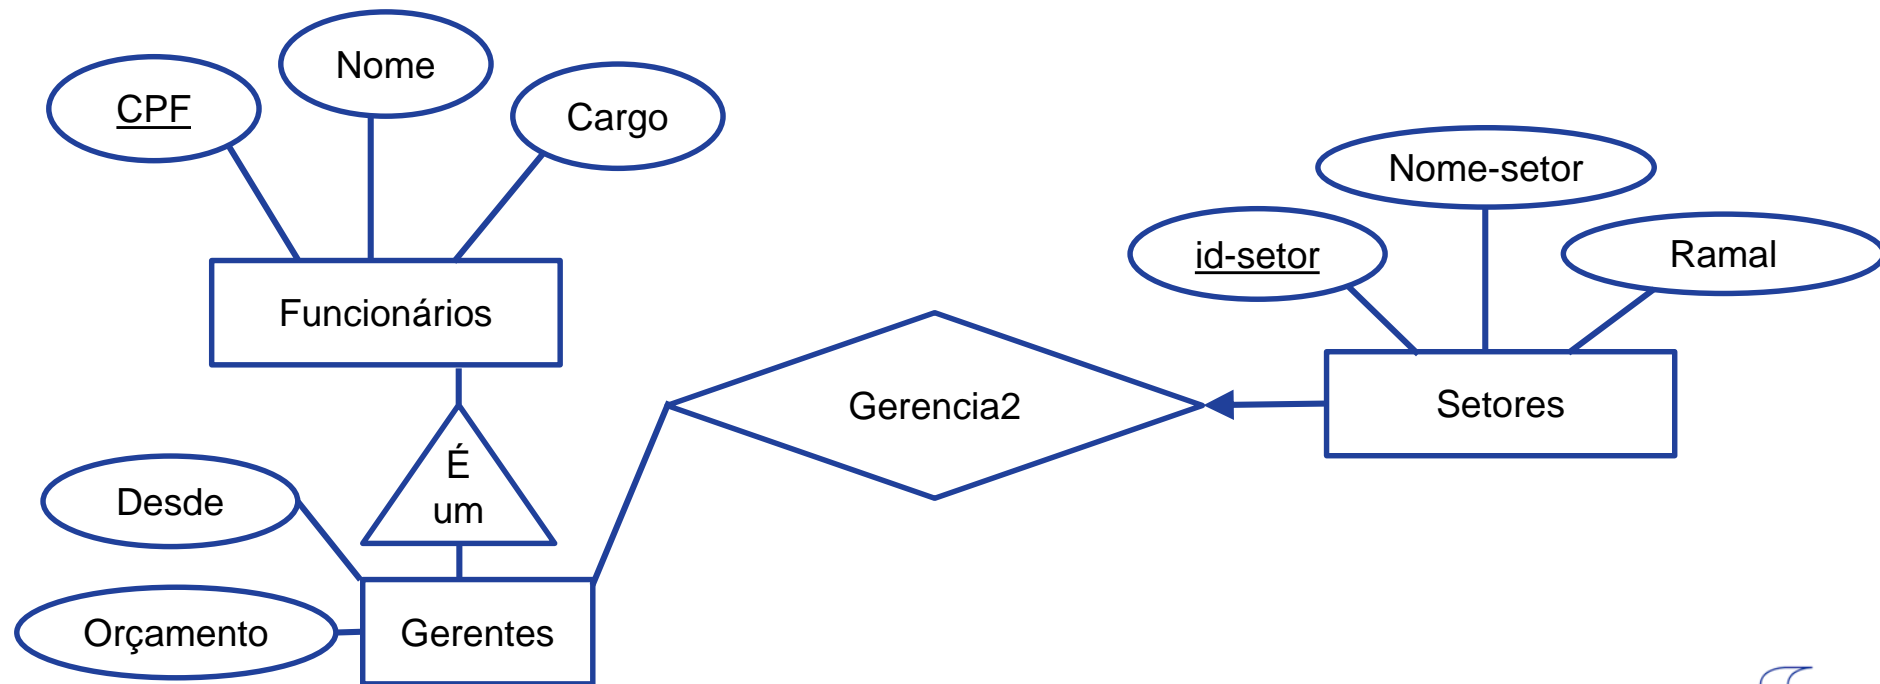 Nome
CPF
Cargo
Nome-setor
id-setor
Ramal
Funcionários
Gerencia2
Setores
É
um
Desde
Orçamento
Gerentes